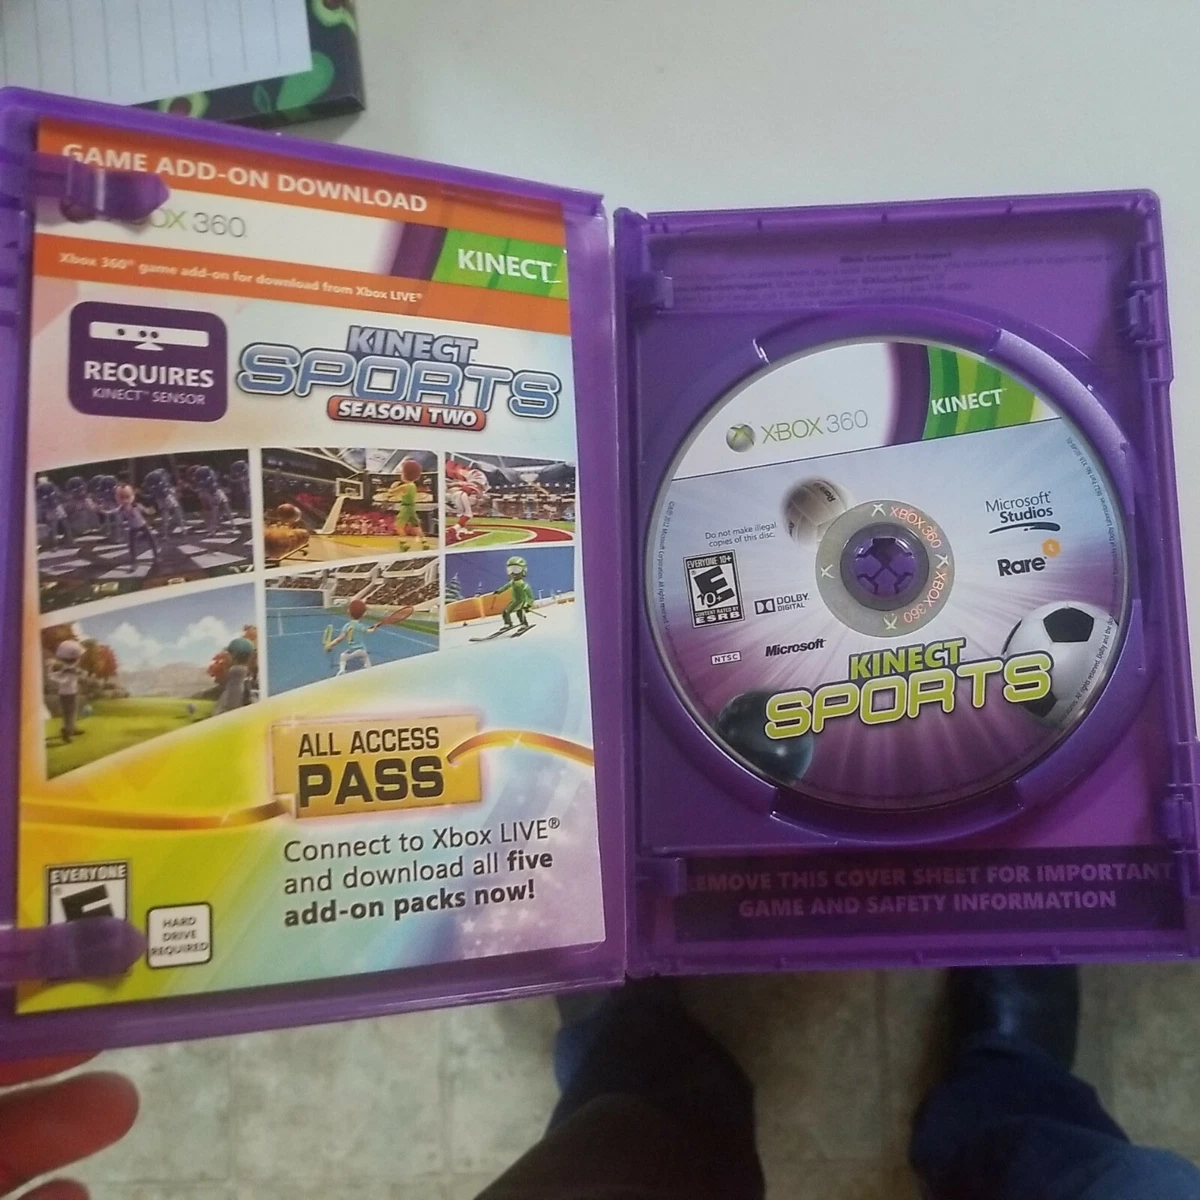 GAME ADD-ON DOWNLOAD
XBOX 360
KINECT
Xbox 360® game add-on for download from Xbox LIVE®
REQUIRES
KINECT™ SENSOR
KINECT
SPORTS
SEASON TWO
ALL ACCESS
PASS
Connect to Xbox LIVE®
and download all five
add-on packs now!
EVERYONE
E
HARD
DRIVE
REQUIRED
XBOX 360
KINECT
Do not make illegal
copies of this disc.
XBOX 360
XBOX 360
Microsoft®
Studios
Rare
EVERYONE 10+
E
10+
CONTENT RATED BY
ESRB
DOLBY
DIGITAL
NTSC
Microsoft
KINECT
SPORTS
REMOVE THIS COVER SHEET FOR IMPORTANT
GAME AND SAFETY INFORMATION